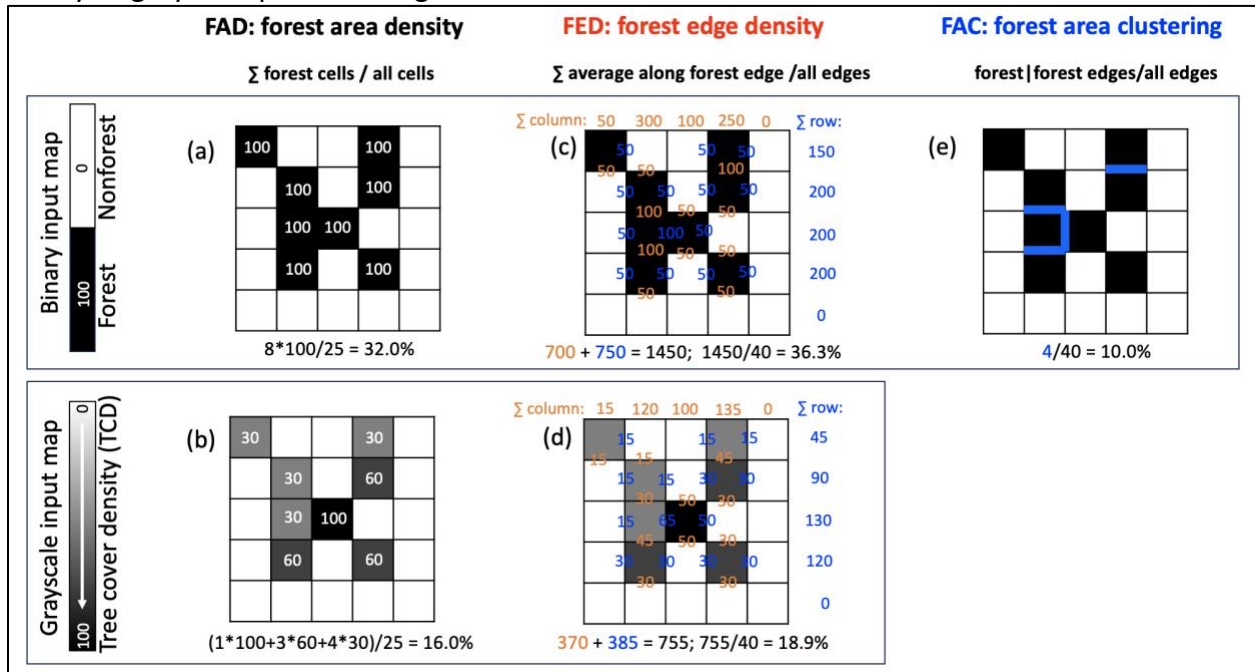 FAD: forest area density
FED: forest edge density
FAC: forest area clustering
∑ forest cells / all cells
∑ average along forest edge /all edges
forest|forest edges/all edges
Binary input map
0
Nonforest
100
Forest
(a)
100 100
100 100
100 100
100 100
8*100/25 = 32.0%
(c)
∑ column: 50 300 100 250 0 ∑ row:
50 50 50 150
50 50 100
50 50 50 50 200
100 50 50
50 100 50 200
100 50 50
50 50 50 50 200
50 50
0
700 + 750 = 1450; 1450/40 = 36.3%
(e)
4/40 = 10.0%
Grayscale input map
0
Tree cover density (TCD)
100
(b)
30 30
30 60
30 100
60 60
(1*100+3*60+4*30)/25 = 16.0%
(d)
∑ column: 15 120 100 135 0 ∑ row:
15 15 15 45
15 15 45
15 15 30 30 90
30 50 30
15 65 50 130
45 50 30
30 30 30 30 120
30 30
0
370 + 385 = 755; 755/40 = 18.9%